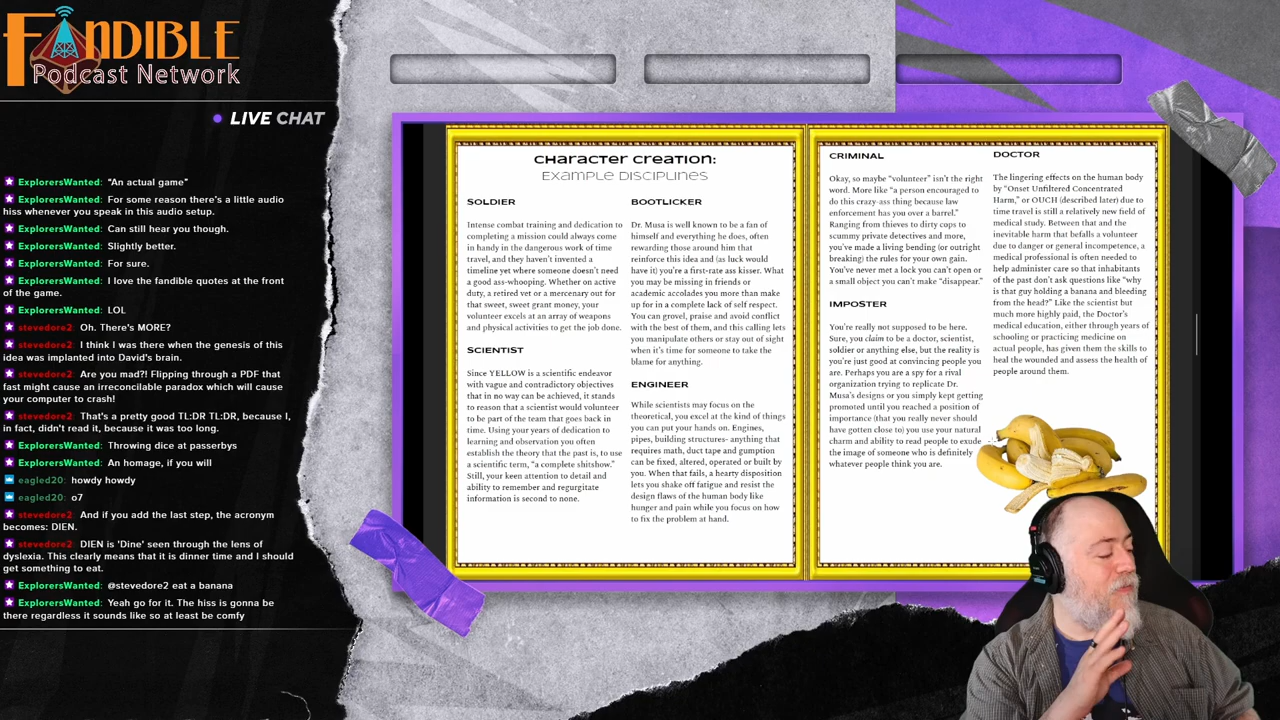 FANDIBLE
Podcast Network
LIVE CHAT
ExplorersWanted: "An actual game"
ExplorersWanted: For some reason there's a little audio
hiss whenever you speak in this audio setup.
ExplorersWanted: Can still hear you though.
ExplorersWanted: Slightly better.
ExplorersWanted: For sure.
ExplorersWanted: I love the fandible quotes at the front
of the game.
ExplorersWanted: LOL
stevedore2: Oh. There's MORE?
stevedore2: I think I was there when the genesis of this
idea was implanted into David's brain.
stevedore2: Are you mad?! Flipping through a PDF that
fast might cause an irreconcilable paradox which will cause
your computer to crash!
stevedore2: That's a pretty good TL:DR TL:DR, because I,
in fact, didn't read it, because it was too long.
ExplorersWanted: Throwing dice at passerbys
ExplorersWanted: An homage, if you will
eagled20: howdy howdy
eagled20: o7
stevedore2: And if you add the last step, the acronym
becomes: DIEN.
stevedore2: DIEN is 'Dine' seen through the lens of
dyslexia. This clearly means that it is dinner time and I should
get something to eat.
ExplorersWanted: @stevedore2 eat a banana
ExplorersWanted: Yeah go for it. The hiss is gonna be
there regardless it sounds like so at least be comfy
CHARACTER CREATION:
EXAMPLE DISCIPLINES
SOLDIER
Intense combat training and dedication to
completing a mission could always come
in handy in the dangerous work of time
travel, and they haven't invented a
timeline yet where someone doesn't need
a good ass-whooping. Whether on active
duty, a retired vet or a mercenary out for
that sweet, sweet grant money, your
volunteer excels at an array of weapons
and physical activities to get the job done.
SCIENTIST
Since YELLOW is a scientific endeavor
with vague and contradictory objectives
that in no way can be achieved, it stands
to reason that a scientist would volunteer
to be part of the team that goes back in
time. Using your years of dedication to
learning and observation you often
establish the theory that the past is, to use
a scientific term, "a complete shitshow."
Still, your keen attention to detail and
ability to remember and regurgitate
information is second to none.
BOOTLICKER
Dr. Musa is well known to be a fan of
himself and everything he does, often
rewarding those around him that
reinforce this idea and (as luck would
have it) you're a first-rate ass kisser. What
you may be missing in friends or
academic accolades you more than make
up for in a complete lack of self respect.
You can grovel, praise and avoid conflict
with the best of them, and this calling lets
you manipulate others or stay out of sight
when it's time for someone to take the
blame for anything.
ENGINEER
While scientists may focus on the
theoretical, you excel at the kind of things
you can put your hands on. Engines,
pipes, building structures- anything that
requires math, duct tape and gumption
can be fixed, altered, operated or built by
you. When that fails, a hearty disposition
lets you shake off fatigue and resist the
design flaws of the human body like
hunger and pain while you focus on how
to fix the problem at hand.
CRIMINAL
Okay, so maybe "volunteer" isn't the right
word. More like "a person encouraged to
do this crazy-ass thing because law
enforcement has you over a barrel."
Ranging from thieves to dirty cops to
scummy private detectives and more,
you've made a living bending (or outright
breaking) the rules for your own gain.
You've never met a lock you can't open or
a small object you can't make "disappear."
IMPOSTER
You're really not supposed to be here.
Sure, you claim to be a doctor, scientist,
soldier or anything else, but the reality is
you're just good at convincing people you
are. Perhaps you are a spy for a rival
organization trying to replicate Dr.
Musa's designs or you simply kept getting
promoted until you reached a position of
importance (that you really never should
have gotten close to) you use your natural
charm and ability to read people to exude
the image of someone who is definitely
whatever people think you are.
DOCTOR
The lingering effects on the human body
by "Onset Unfiltered Concentrated
Harm," or OUCH (described later) due to
time travel is still a relatively new field of
medical study. Between that and the
inevitable harm that befalls a volunteer
due to danger or general incompetence, a
medical professional is often needed to
help administer care so that inhabitants
of the past don't ask questions like "why
is that guy holding a banana and bleeding
from the head?" Like the scientist but
much more highly paid, the Doctor's
medical education, either through years of
schooling or practicing medicine on
actual people, has given them the skills to
heal the wounded and assess the health of
people around them.